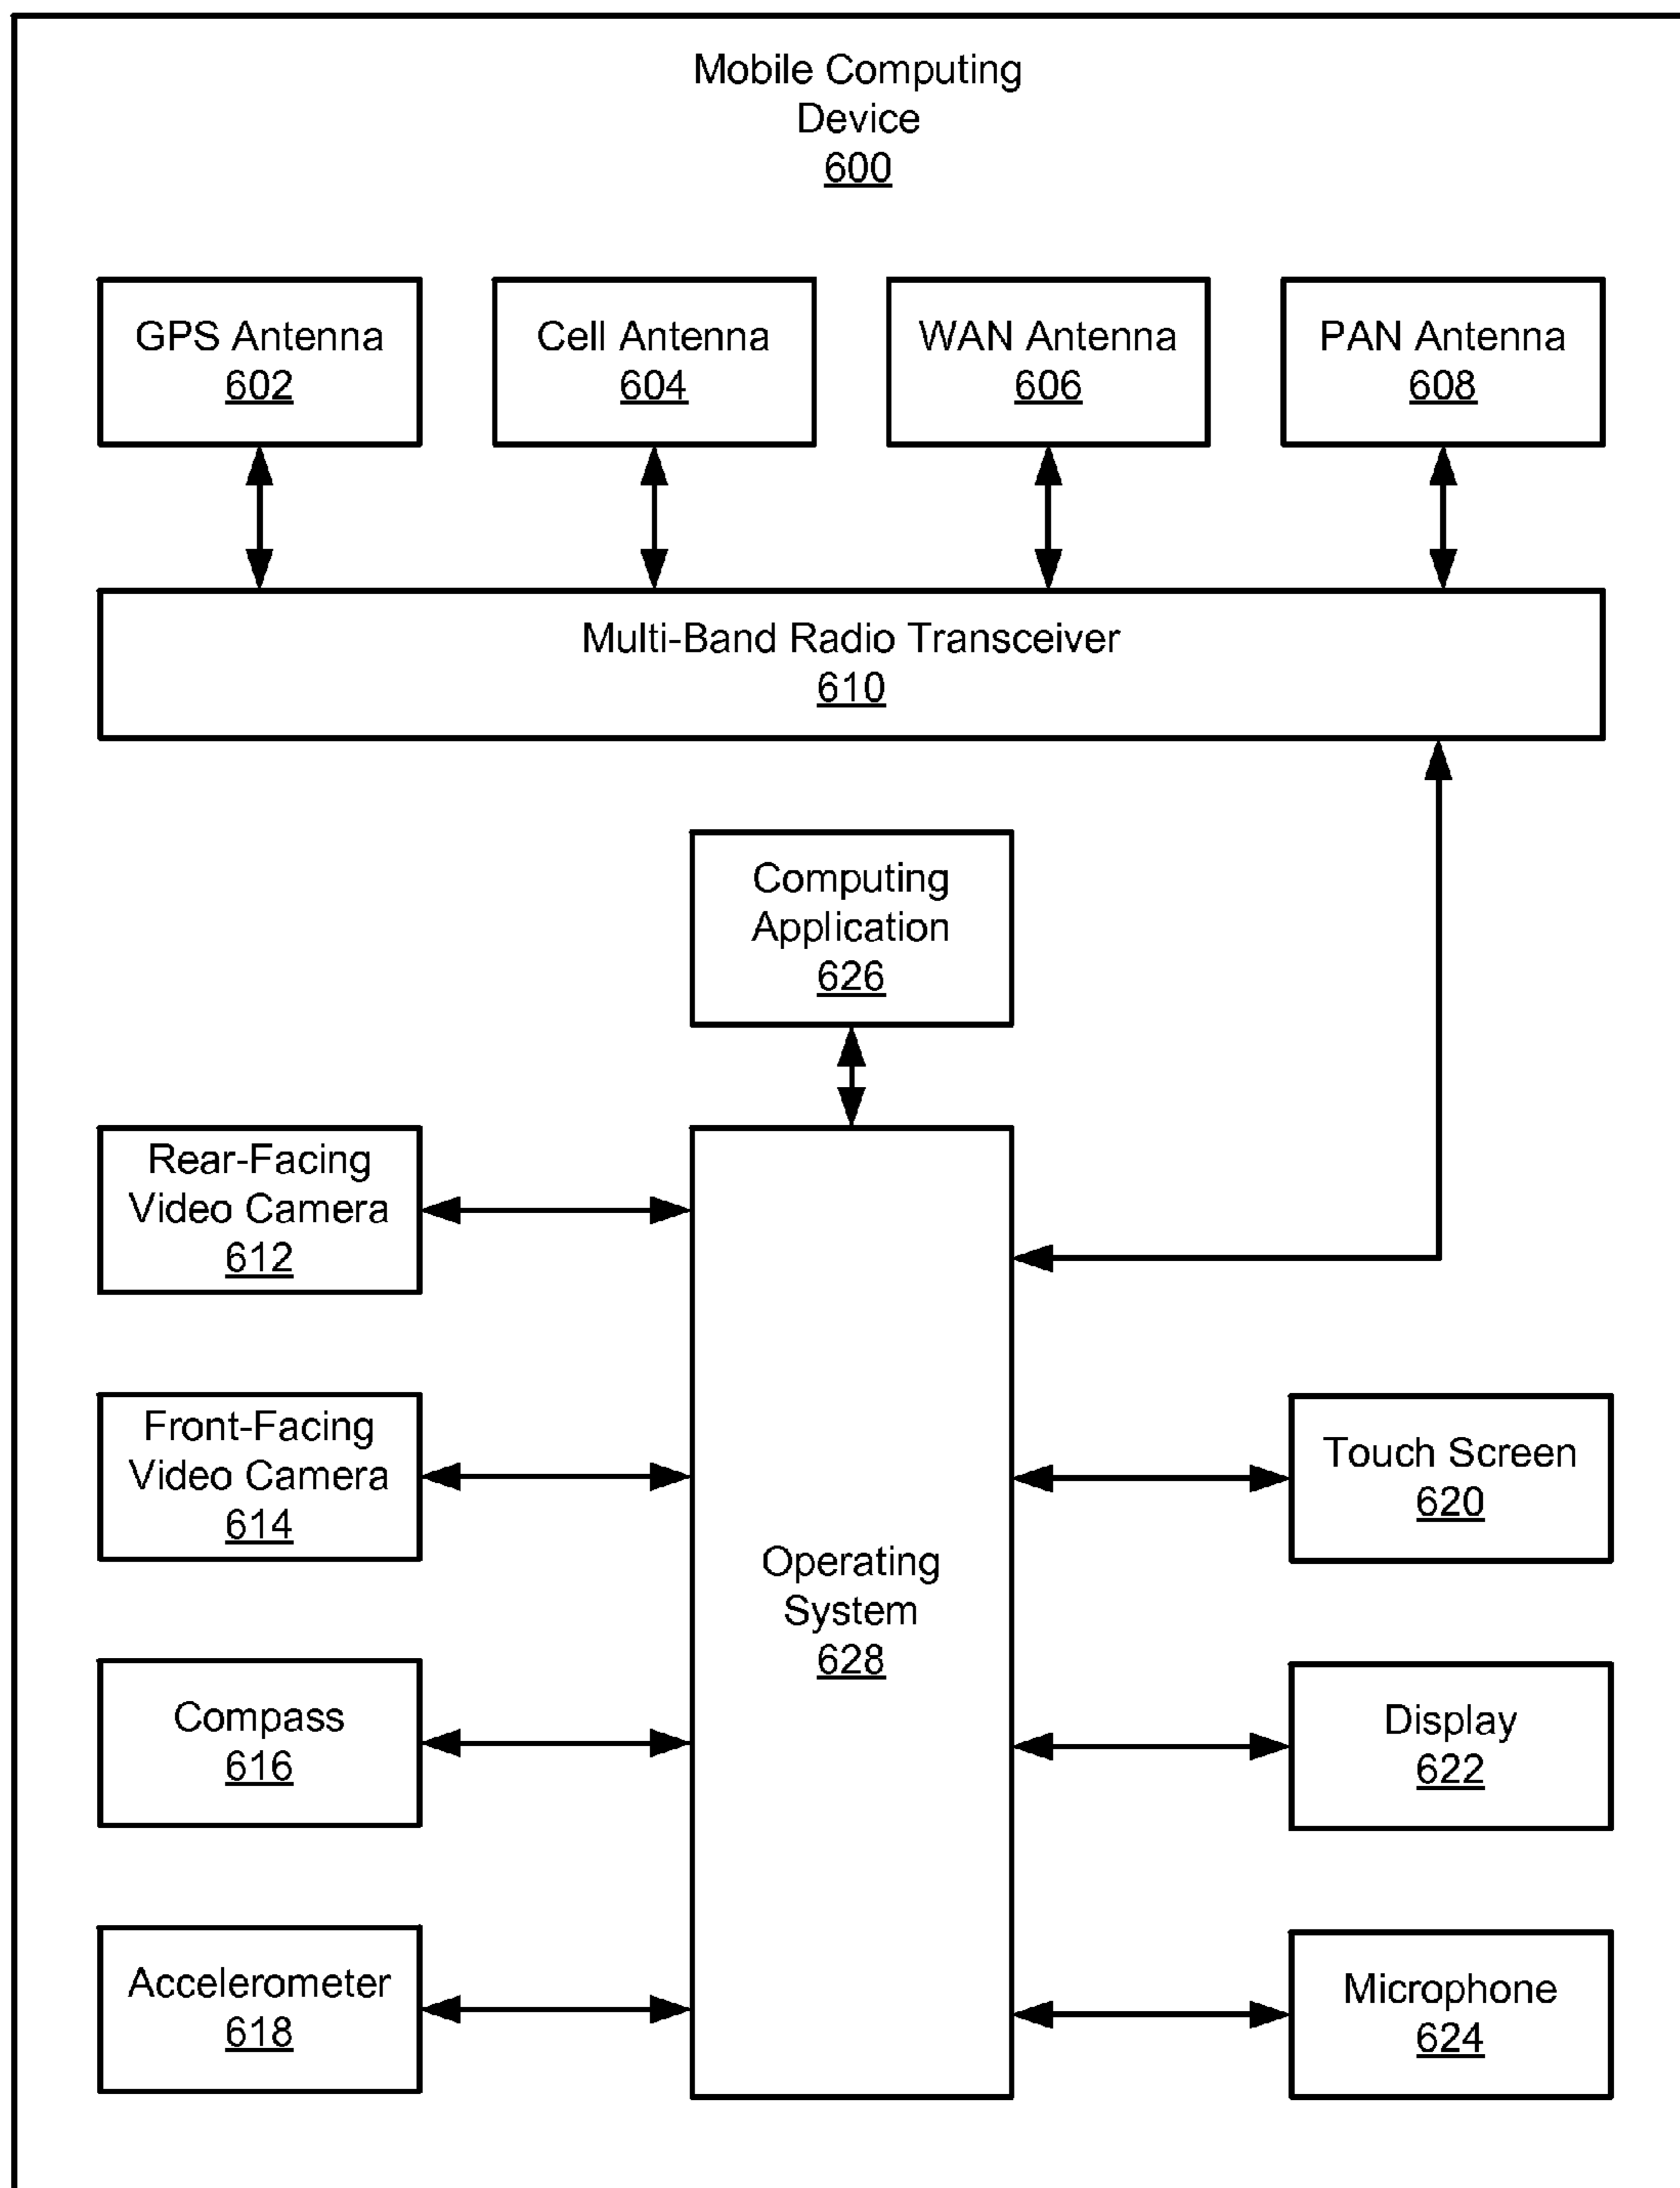 Mobile Computing
Device
600
GPS Antenna
602
Cell Antenna
604
WAN Antenna
606
PAN Antenna
608
Multi-Band Radio Transceiver
610
Computing
Application
626
Rear-Facing
Video Camera
612
Front-Facing
Video Camera
614
Compass
616
Accelerometer
618
Operating
System
628
Touch Screen
620
Display
622
Microphone
624